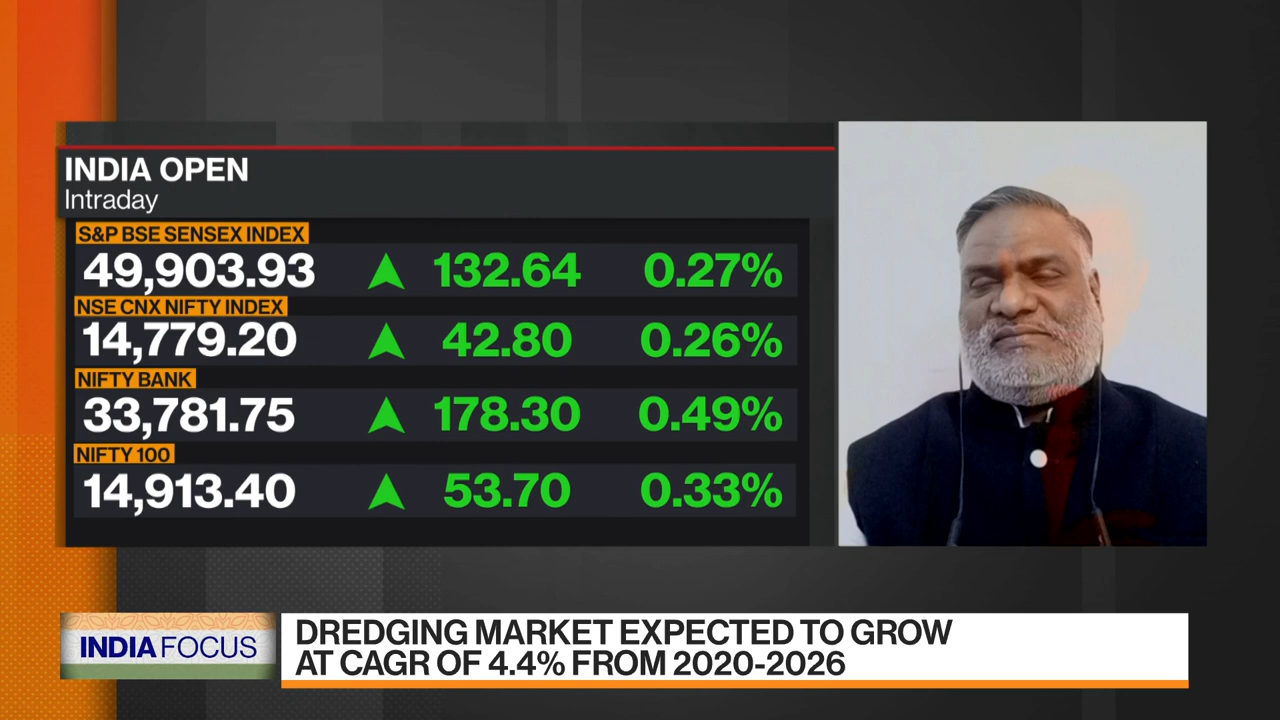 INDIA OPEN
Intraday
S&P BSE SENSEX INDEX
49,903.93 ▲ 132.64 0.27%
NSE CNX NIFTY INDEX
14,779.20 ▲ 42.80 0.26%
NIFTY BANK
33,781.75 ▲ 178.30 0.49%
NIFTY 100
14,913.40 ▲ 53.70 0.33%
INDIA FOCUS
DREDGING MARKET EXPECTED TO GROW
AT CAGR OF 4.4% FROM 2020-2026